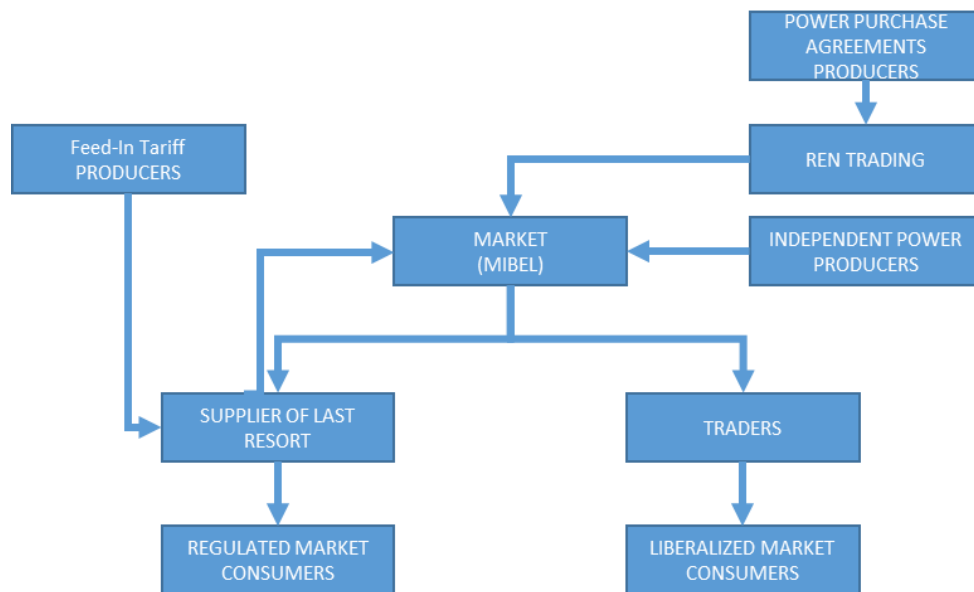 POWER PURCHASE
AGREEMENTS
PRODUCERS
Feed-In Tariff
PRODUCERS
REN TRADING
MARKET
(MIBEL)
INDEPENDENT POWER
PRODUCERS
SUPPLIER OF LAST
RESORT
TRADERS
REGULATED MARKET
CONSUMERS
LIBERALIZED MARKET
CONSUMERS